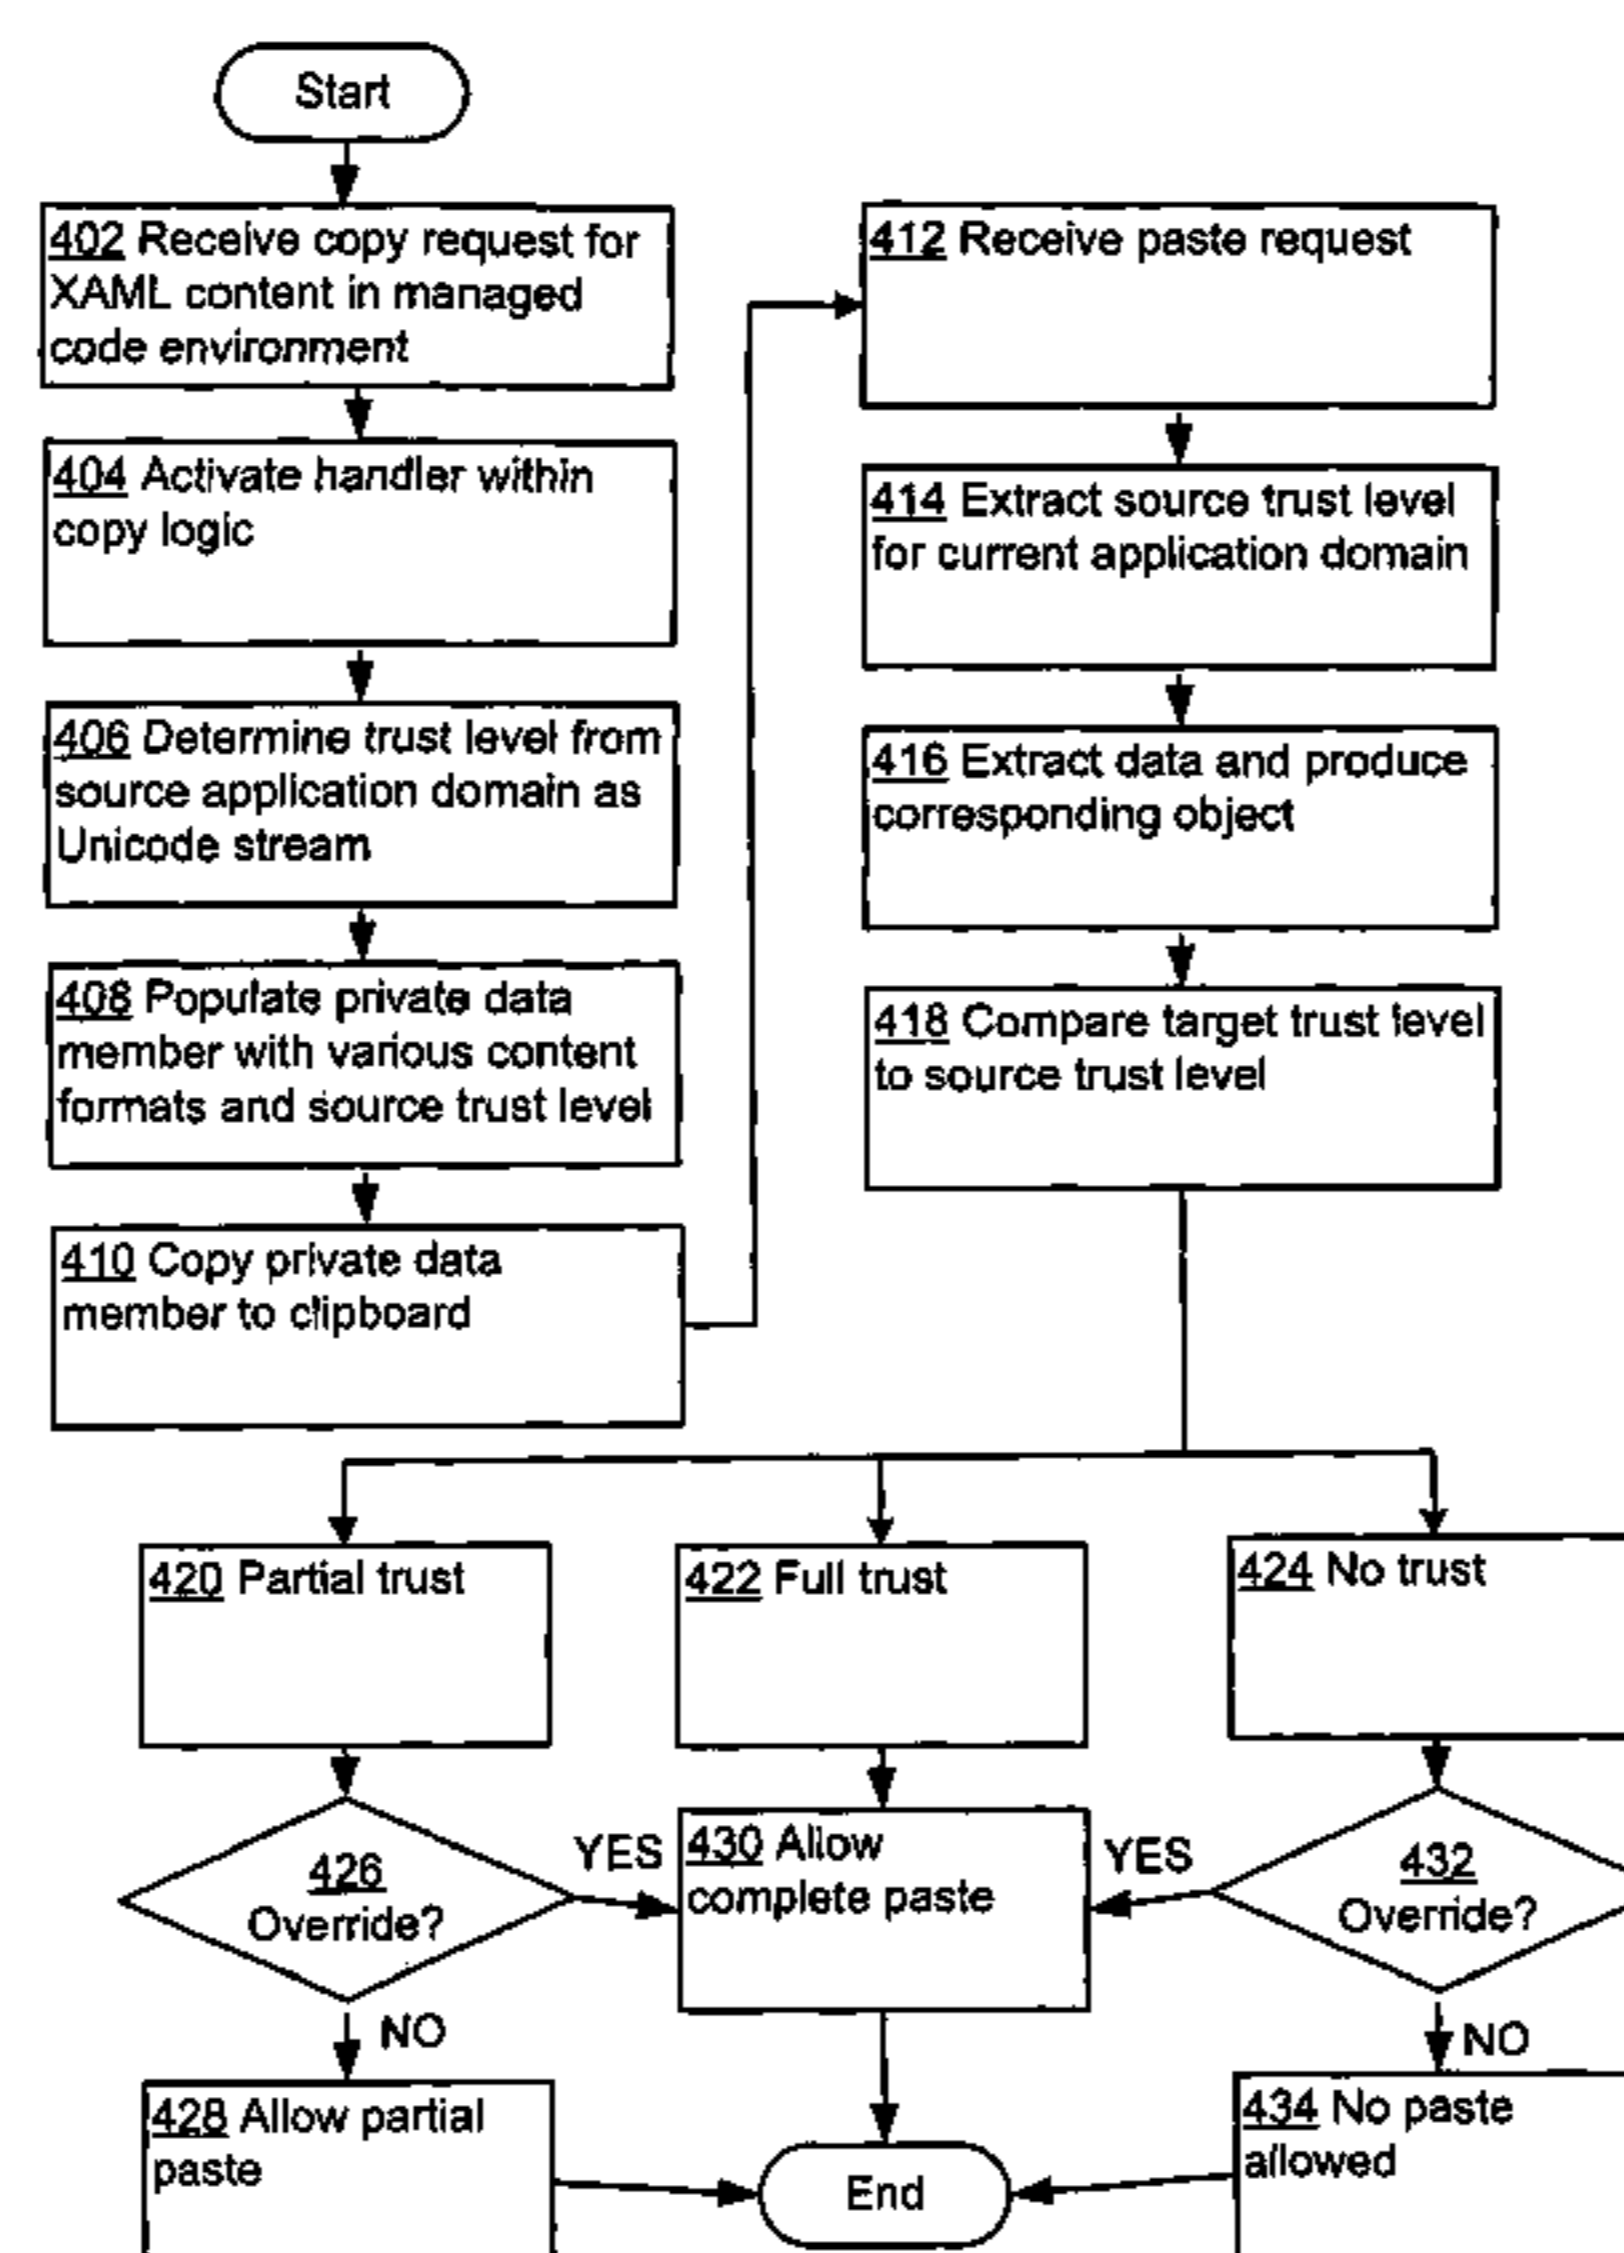 Start
402 Receive copy request for
XAML content in managed
code environment
404 Activate handler within
copy logic
406 Determine trust level from
source application domain as
Unicode stream
408 Populate private data
member with various content
formats and source trust level
410 Copy private data
member to clipboard
412 Receive paste request
414 Extract source trust level
for current application domain
416 Extract data and produce
corresponding object
418 Compare target trust level
to source trust level
420 Partial trust
422 Full trust
424 No trust
426
Override?
YES
430 Allow
complete paste
YES
432
Override?
NO
NO
428 Allow partial
paste
End
434 No paste
allowed